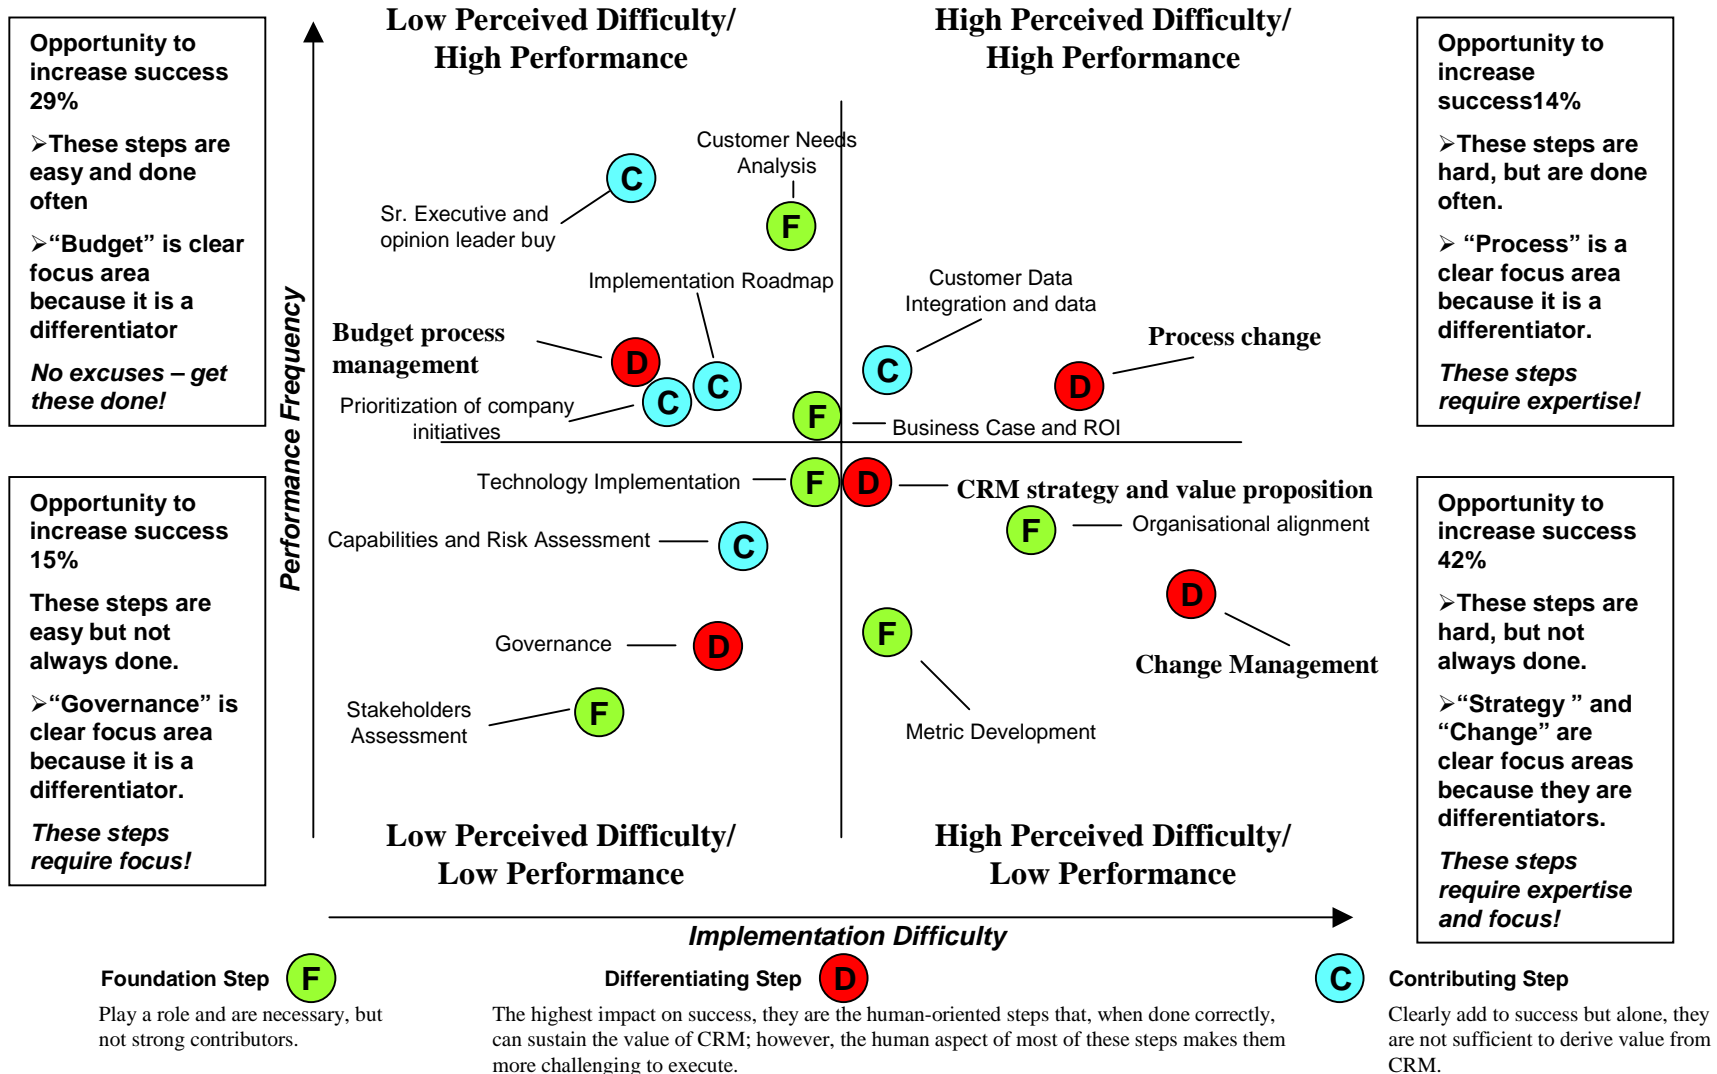 Low Perceived Difficulty/
High Performance
High Perceived Difficulty/
High Performance
Opportunity to
increase success
29%
➢These steps are
easy and done
often
➢“Budget” is clear
focus area
because it is a
differentiator
No excuses – get
these done!
Opportunity to
increase
success14%
➢These steps are
hard, but are done
often.
➢ “Process” is a
clear focus area
because it is a
differentiator.
These steps
require expertise!
Performance Frequency
Customer Needs
Analysis
C
F
Sr. Executive and
opinion leader buy
Implementation Roadmap
Customer Data
Integration and data
Budget process
management
Process change
D
C
C
C
D
Prioritization of company
initiatives
F
Business Case and ROI
Technology Implementation
F
D
CRM strategy and value proposition
F
Organisational alignment
Capabilities and Risk Assessment
C
D
Governance
D
F
Change Management
Stakeholders
Assessment
F
Metric Development
Opportunity to
increase success
15%
These steps are
easy but not
always done.
➢“Governance” is
clear focus area
because it is a
differentiator.
These steps
require focus!
Opportunity to
increase success
42%
➢These steps are
hard, but not
always done.
➢“Strategy ” and
“Change” are
clear focus areas
because they are
differentiators.
These steps
require expertise
and focus!
Low Perceived Difficulty/
Low Performance
High Perceived Difficulty/
Low Performance
Implementation Difficulty
Foundation Step F
Play a role and are necessary, but
not strong contributors.
Differentiating Step D
The highest impact on success, they are the human-oriented steps that, when done correctly,
can sustain the value of CRM; however, the human aspect of most of these steps makes them
more challenging to execute.
C Contributing Step
Clearly add to success but alone, they
are not sufficient to derive value from
CRM.